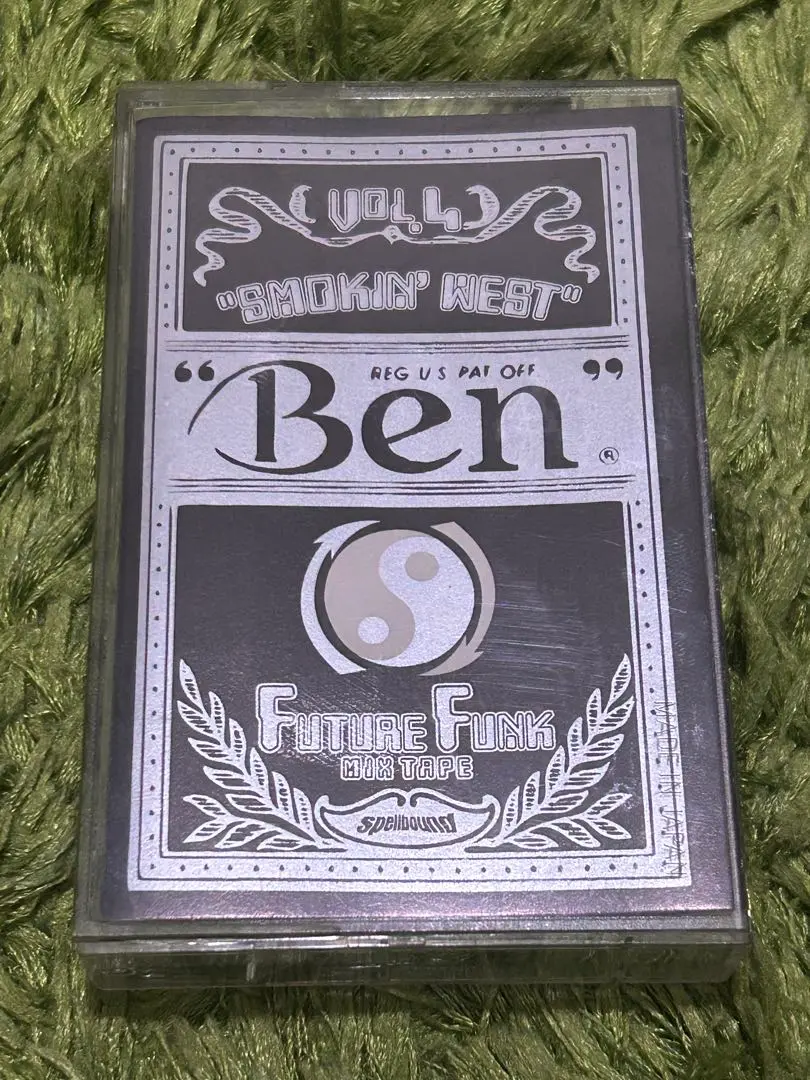 VOL.4
"SMOKIN' WEST"
REG U S PAT OFF
“Ben”
®
FUTURE FUNK
MIX TAPE
spellbound
MADE IN JAPAN